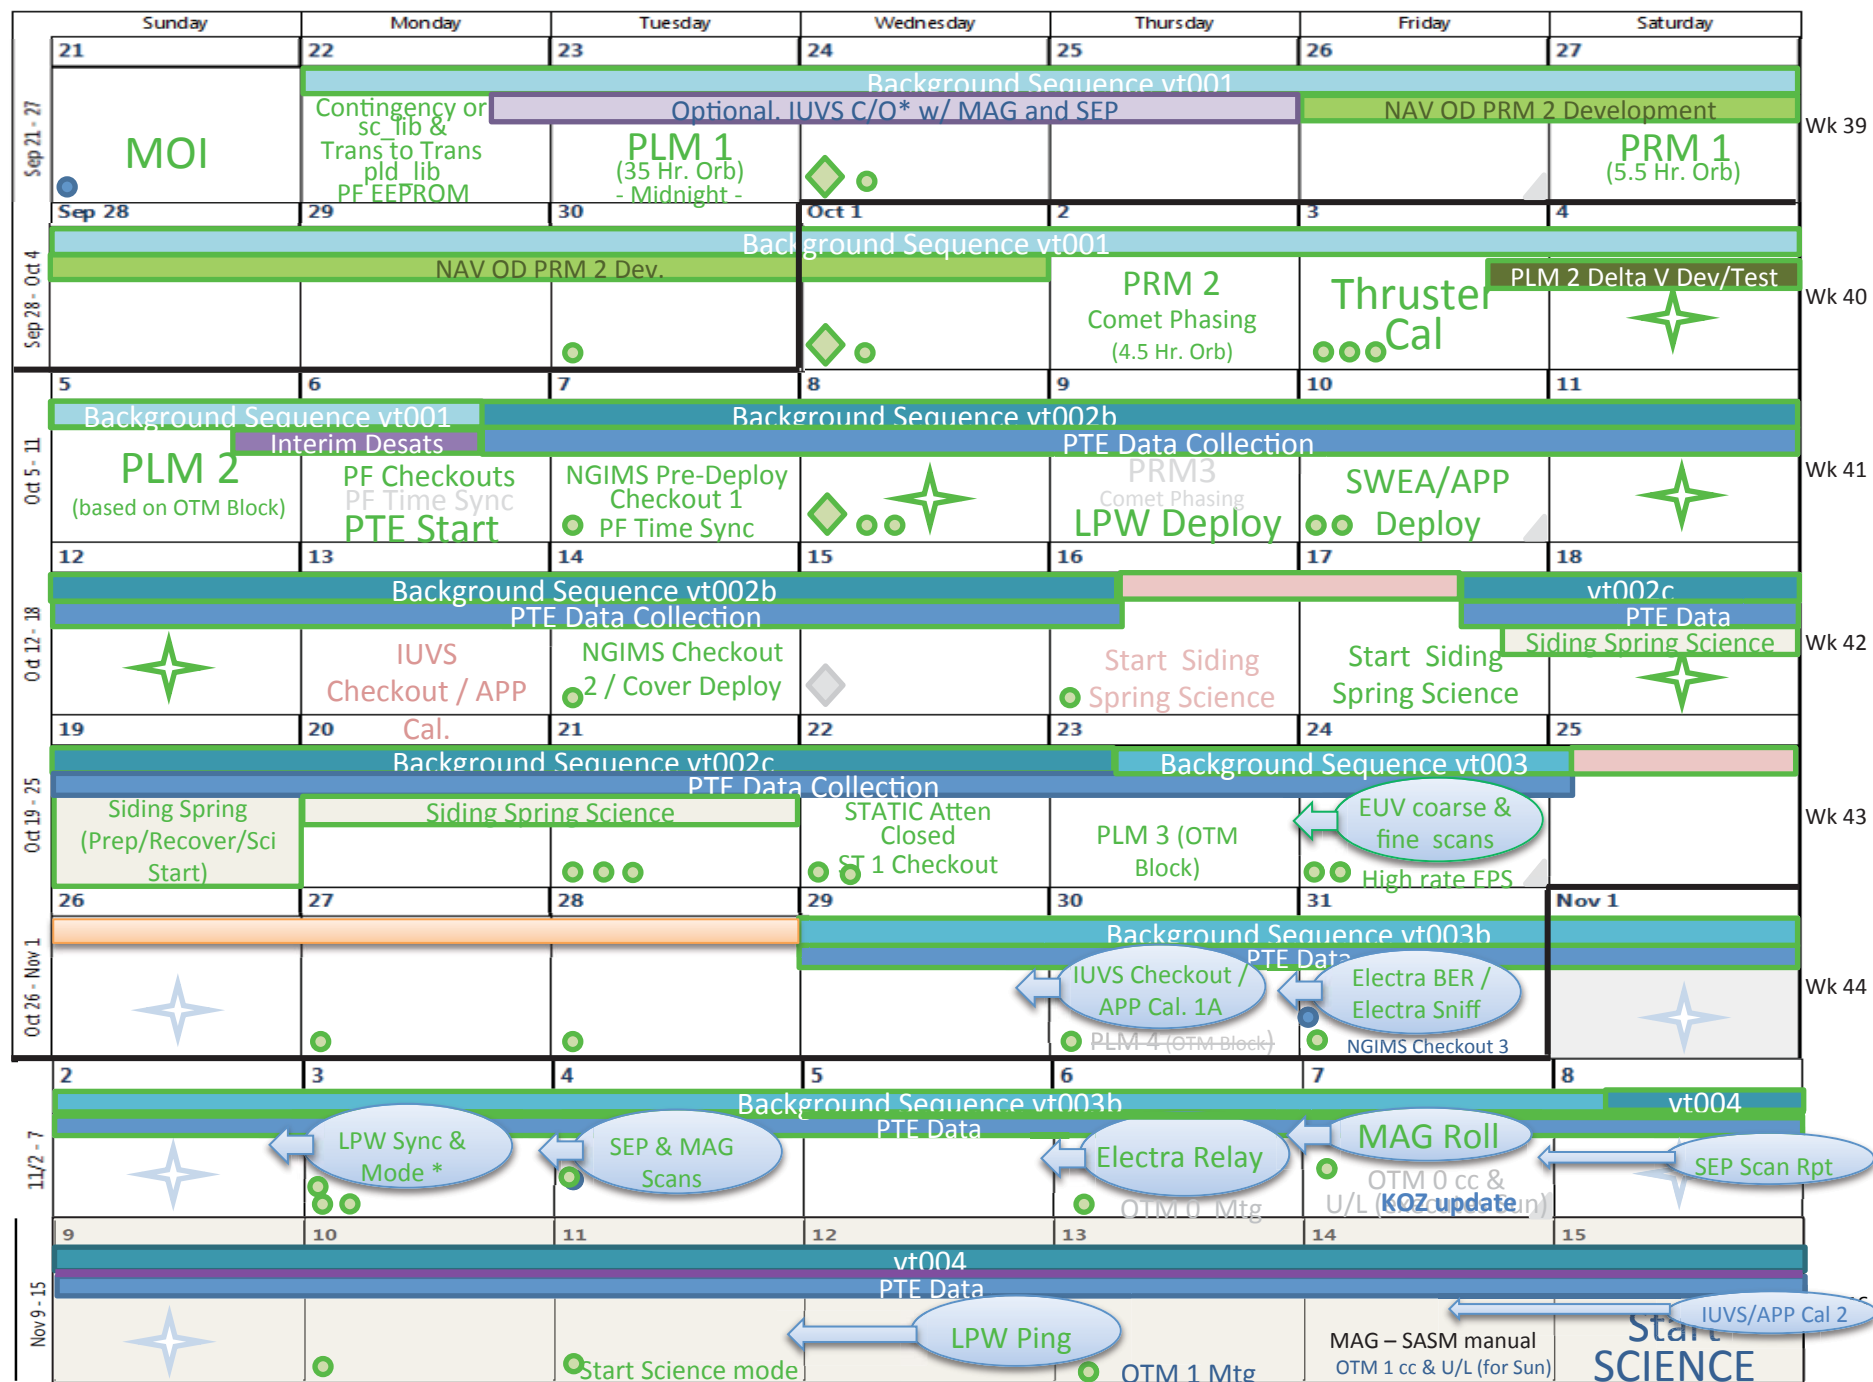 Sunday Monday Tuesday Wednesday Thursday Friday Saturday
Sep 21 - 27
21 22 23 24 25 26 27
Background Sequence vt001
Optional. IUVS C/O* w/ MAG and SEP
NAV OD PRM 2 Development
MOI
Contingency or
sc_lib &
Trans to Trans
pld_lib
PF EEPROM
PLM 1
(35 Hr. Orb)
- Midnight -
PRM 1
(5.5 Hr. Orb)
Wk 39
Sep 28 - Oct 4
Sep 28 29 30 Oct 1 2 3 4
Background Sequence vt001
NAV OD PRM 2 Dev.
PLM 2 Delta V Dev/Test
PRM 2
Comet Phasing
(4.5 Hr. Orb)
Thruster
Cal
Wk 40
Oct 5 - 11
5 6 7 8 9 10 11
Background Sequence vt001
Background Sequence vt002b
Interim Desats
PTE Data Collection
PLM 2
(based on OTM Block)
PF Checkouts
PF Time Sync
PTE Start
NGIMS Pre-Deploy
Checkout 1
PF Time Sync
PRM3
Comet Phasing
LPW Deploy
SWEA/APP
Deploy
Wk 41
Oct 12 - 18
12 13 14 15 16 17 18
Background Sequence vt002b
vt002c
PTE Data Collection
PTE Data
Siding Spring Science
IUVS
Checkout / APP
Cal.
NGIMS Checkout
2 / Cover Deploy
Start Siding
Spring Science
Start Siding
Spring Science
Wk 42
Oct 19 - 25
19 20 21 22 23 24 25
Background Sequence vt002c
Background Sequence vt003
PTE Data Collection
Siding Spring
(Prep/Recover/Sci
Start)
Siding Spring Science
STATIC Atten
Closed
ST 1 Checkout
PLM 3 (OTM
Block)
EUV coarse &
fine scans
High rate EPS
Wk 43
Oct 26 - Nov 1
26 27 28 29 30 31 Nov 1
Background Sequence vt003b
PTE Data
IUVS Checkout /
APP Cal. 1A
PLM 4 (OTM Block)
Electra BER /
Electra Sniff
NGIMS Checkout 3
Wk 44
11/2 - 7
2 3 4 5 6 7 8
Background Sequence vt003b
vt004
PTE Data
LPW Sync &
Mode *
SEP & MAG
Scans
Electra Relay
OTM 0 Mtg
MAG Roll
OTM 0 cc &
U/L (executes Sun)
KOZ update
SEP Scan Rpt
Nov 9 - 15
9 10 11 12 13 14 15
vt004
PTE Data
Start Science mode
LPW Ping
OTM 1 Mtg
MAG – SASM manual
OTM 1 cc & U/L (for Sun)
IUVS/APP Cal 2
Start
SCIENCE